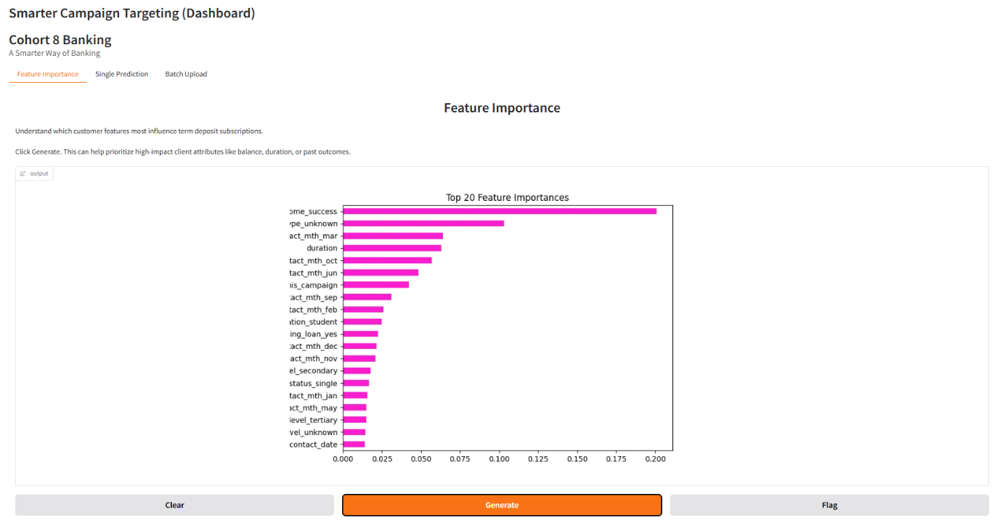 Smarter Campaign Targeting (Dashboard)
Cohort 8 Banking
A Smarter Way of Banking
Feature Importance Single Prediction Batch Upload
Feature Importance
Understand which customer features most influence term deposit subscriptions.
Click Generate. This can help prioritize high-impact client attributes like balance, duration, or past outcomes.
output
Top 20 Feature Importances
ome_success
ype_unknown
act_mth_mar
duration
tact_mth_oct
tact_mth_jun
his_campaign
tact_mth_sep
tact_mth_feb
ation_student
ing_loan_yes
tact_mth_dec
act_mth_nov
el_secondary
status_single
tact_mth_jan
act_mth_may
level_tertiary
vel_unknown
contact_date
0.000 0.025 0.050 0.075 0.100 0.125 0.150 0.175 0.200
Clear Generate Flag